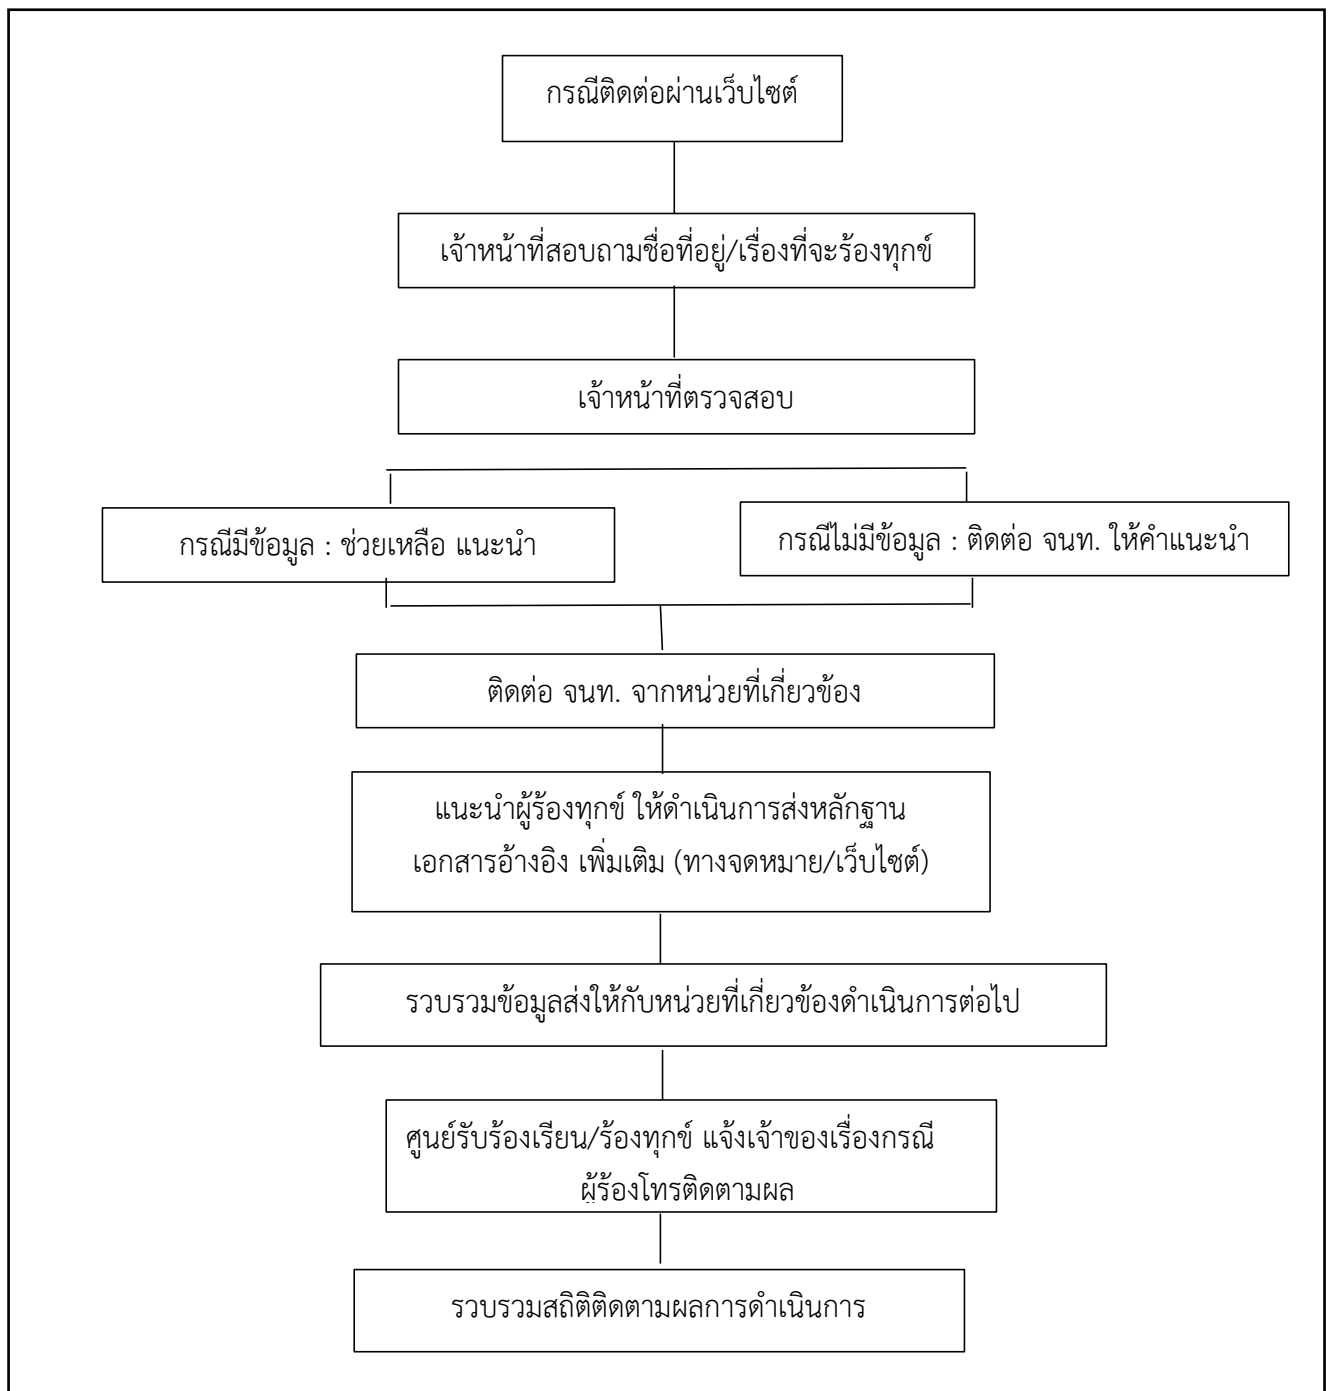 กรณีติดต่อผ่านเว็บไซต์
เจ้าหน้าที่สอบถามชื่อที่อยู่/เรื่องที่จะร้องทุกข์
เจ้าหน้าที่ตรวจสอบ
กรณีมีข้อมูล : ช่วยเหลือ แนะนำ
กรณีไม่มีข้อมูล : ติดต่อ จนท. ให้คำแนะนำ
ติดต่อ จนท. จากหน่วยที่เกี่ยวข้อง
แนะนำผู้ร้องทุกข์ ให้ดำเนินการส่งหลักฐาน
เอกสารอ้างอิง เพิ่มเติม (ทางจดหมาย/เว็บไซต์)
รวบรวมข้อมูลส่งให้กับหน่วยที่เกี่ยวข้องดำเนินการต่อไป
ศูนย์รับร้องเรียน/ร้องทุกข์ แจ้งเจ้าของเรื่องกรณี
ผู้ร้องโทรติดตามผล
รวบรวมสถิติติดตามผลการดำเนินการ